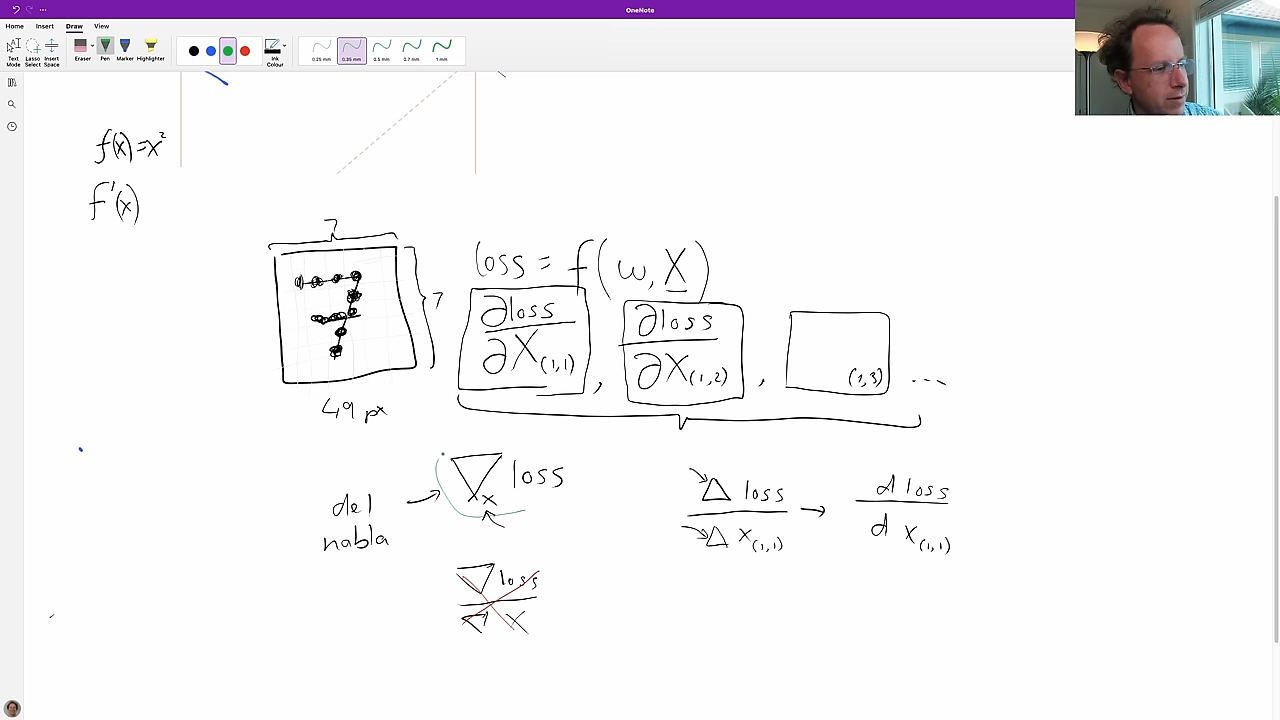 OneNote
Home Insert Draw View
Text Mode Lasso Select Insert Space Eraser Pen Marker Highlighter Ink Colour 0.25 mm 0.35 mm 0.5 mm 0.7 mm 1 mm
f(x)=x²
f'(x)
7
7
49 px
loss = f(w, X)
∂loss / ∂X(1,1) , ∂loss / ∂X(1,2) , (1,3) ...
∇x loss
del
nabla
Δ loss / Δ x(1,1) → d loss / d x(1,1)
∇ loss / ∇ x